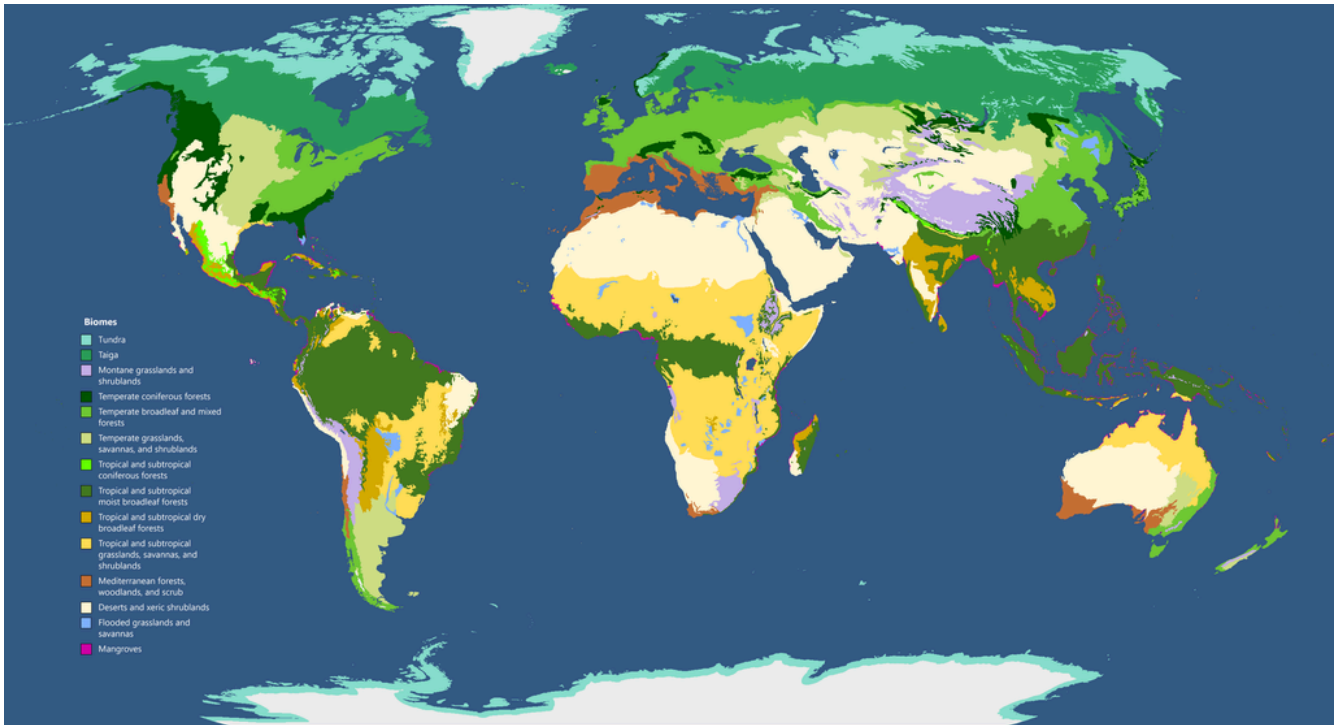 Biomes
Tundra
Taiga
Montane grasslands and
shrublands
Temperate coniferous forests
Temperate broadleaf and mixed
forests
Temperate grasslands,
savannas, and shrublands
Tropical and subtropical
coniferous forests
Tropical and subtropical
moist broadleaf forests
Tropical and subtropical dry
broadleaf forests
Tropical and subtropical
grasslands, savannas, and
shrublands
Mediterranean forests,
woodlands, and scrub
Deserts and xeric shrublands
Flooded grasslands and
savannas
Mangroves